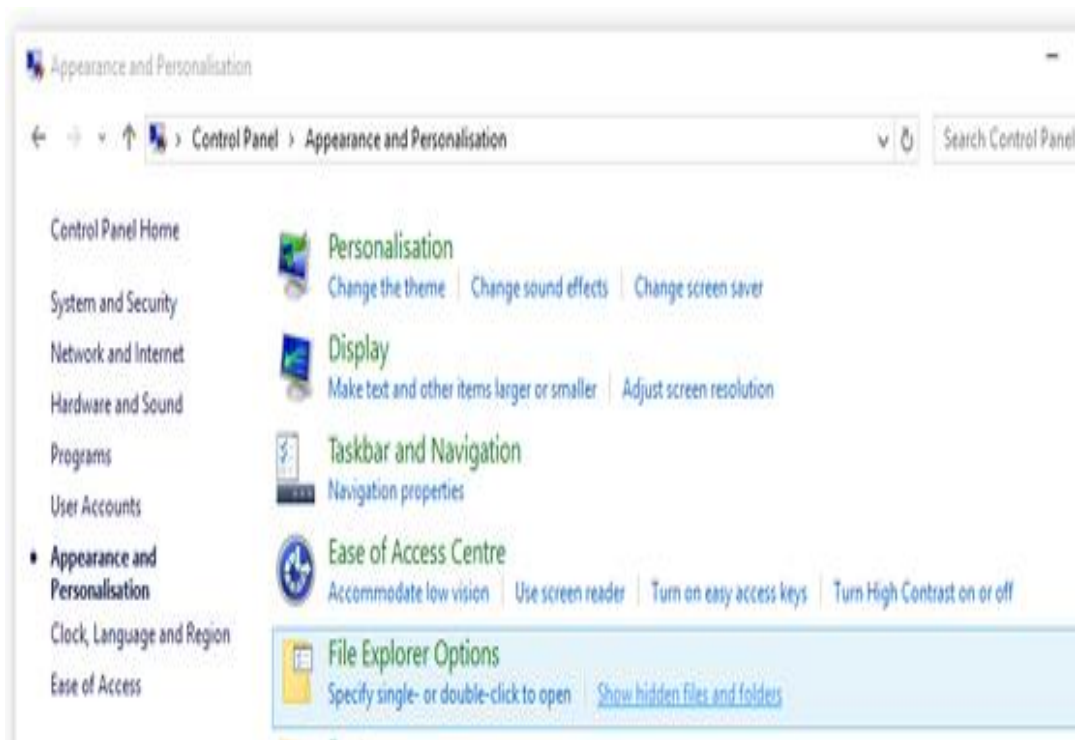 Appearance and Personalisation
Control Panel > Appearance and Personalisation
Search Control Panel
Control Panel Home
System and Security
Network and Internet
Hardware and Sound
Programs
User Accounts
Appearance and
Personalisation
Clock, Language and Region
Ease of Access
Personalisation
Change the theme | Change sound effects | Change screen saver
Display
Make text and other items larger or smaller | Adjust screen resolution
Taskbar and Navigation
Navigation properties
Ease of Access Centre
Accommodate low vision | Use screen reader | Turn on easy access keys | Turn High Contrast on or off
File Explorer Options
Specify single- or double-click to open | Show hidden files and folders